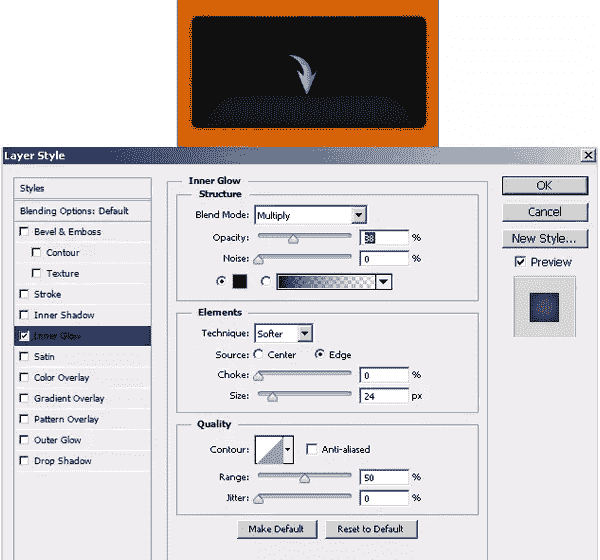 Layer Style
Styles
Blending Options: Default
Bevel & Emboss
Contour
Texture
Stroke
Inner Shadow
Inner Glow
Satin
Color Overlay
Gradient Overlay
Pattern Overlay
Outer Glow
Drop Shadow
Inner Glow
Structure
Blend Mode: Multiply
Opacity: 38 %
Noise: 0 %
Elements
Technique: Softer
Source: Center Edge
Choke: 0 %
Size: 24 px
Quality
Contour: Anti-aliased
Range: 50 %
Jitter: 0 %
Make Default Reset to Default
OK
Cancel
New Style...
Preview